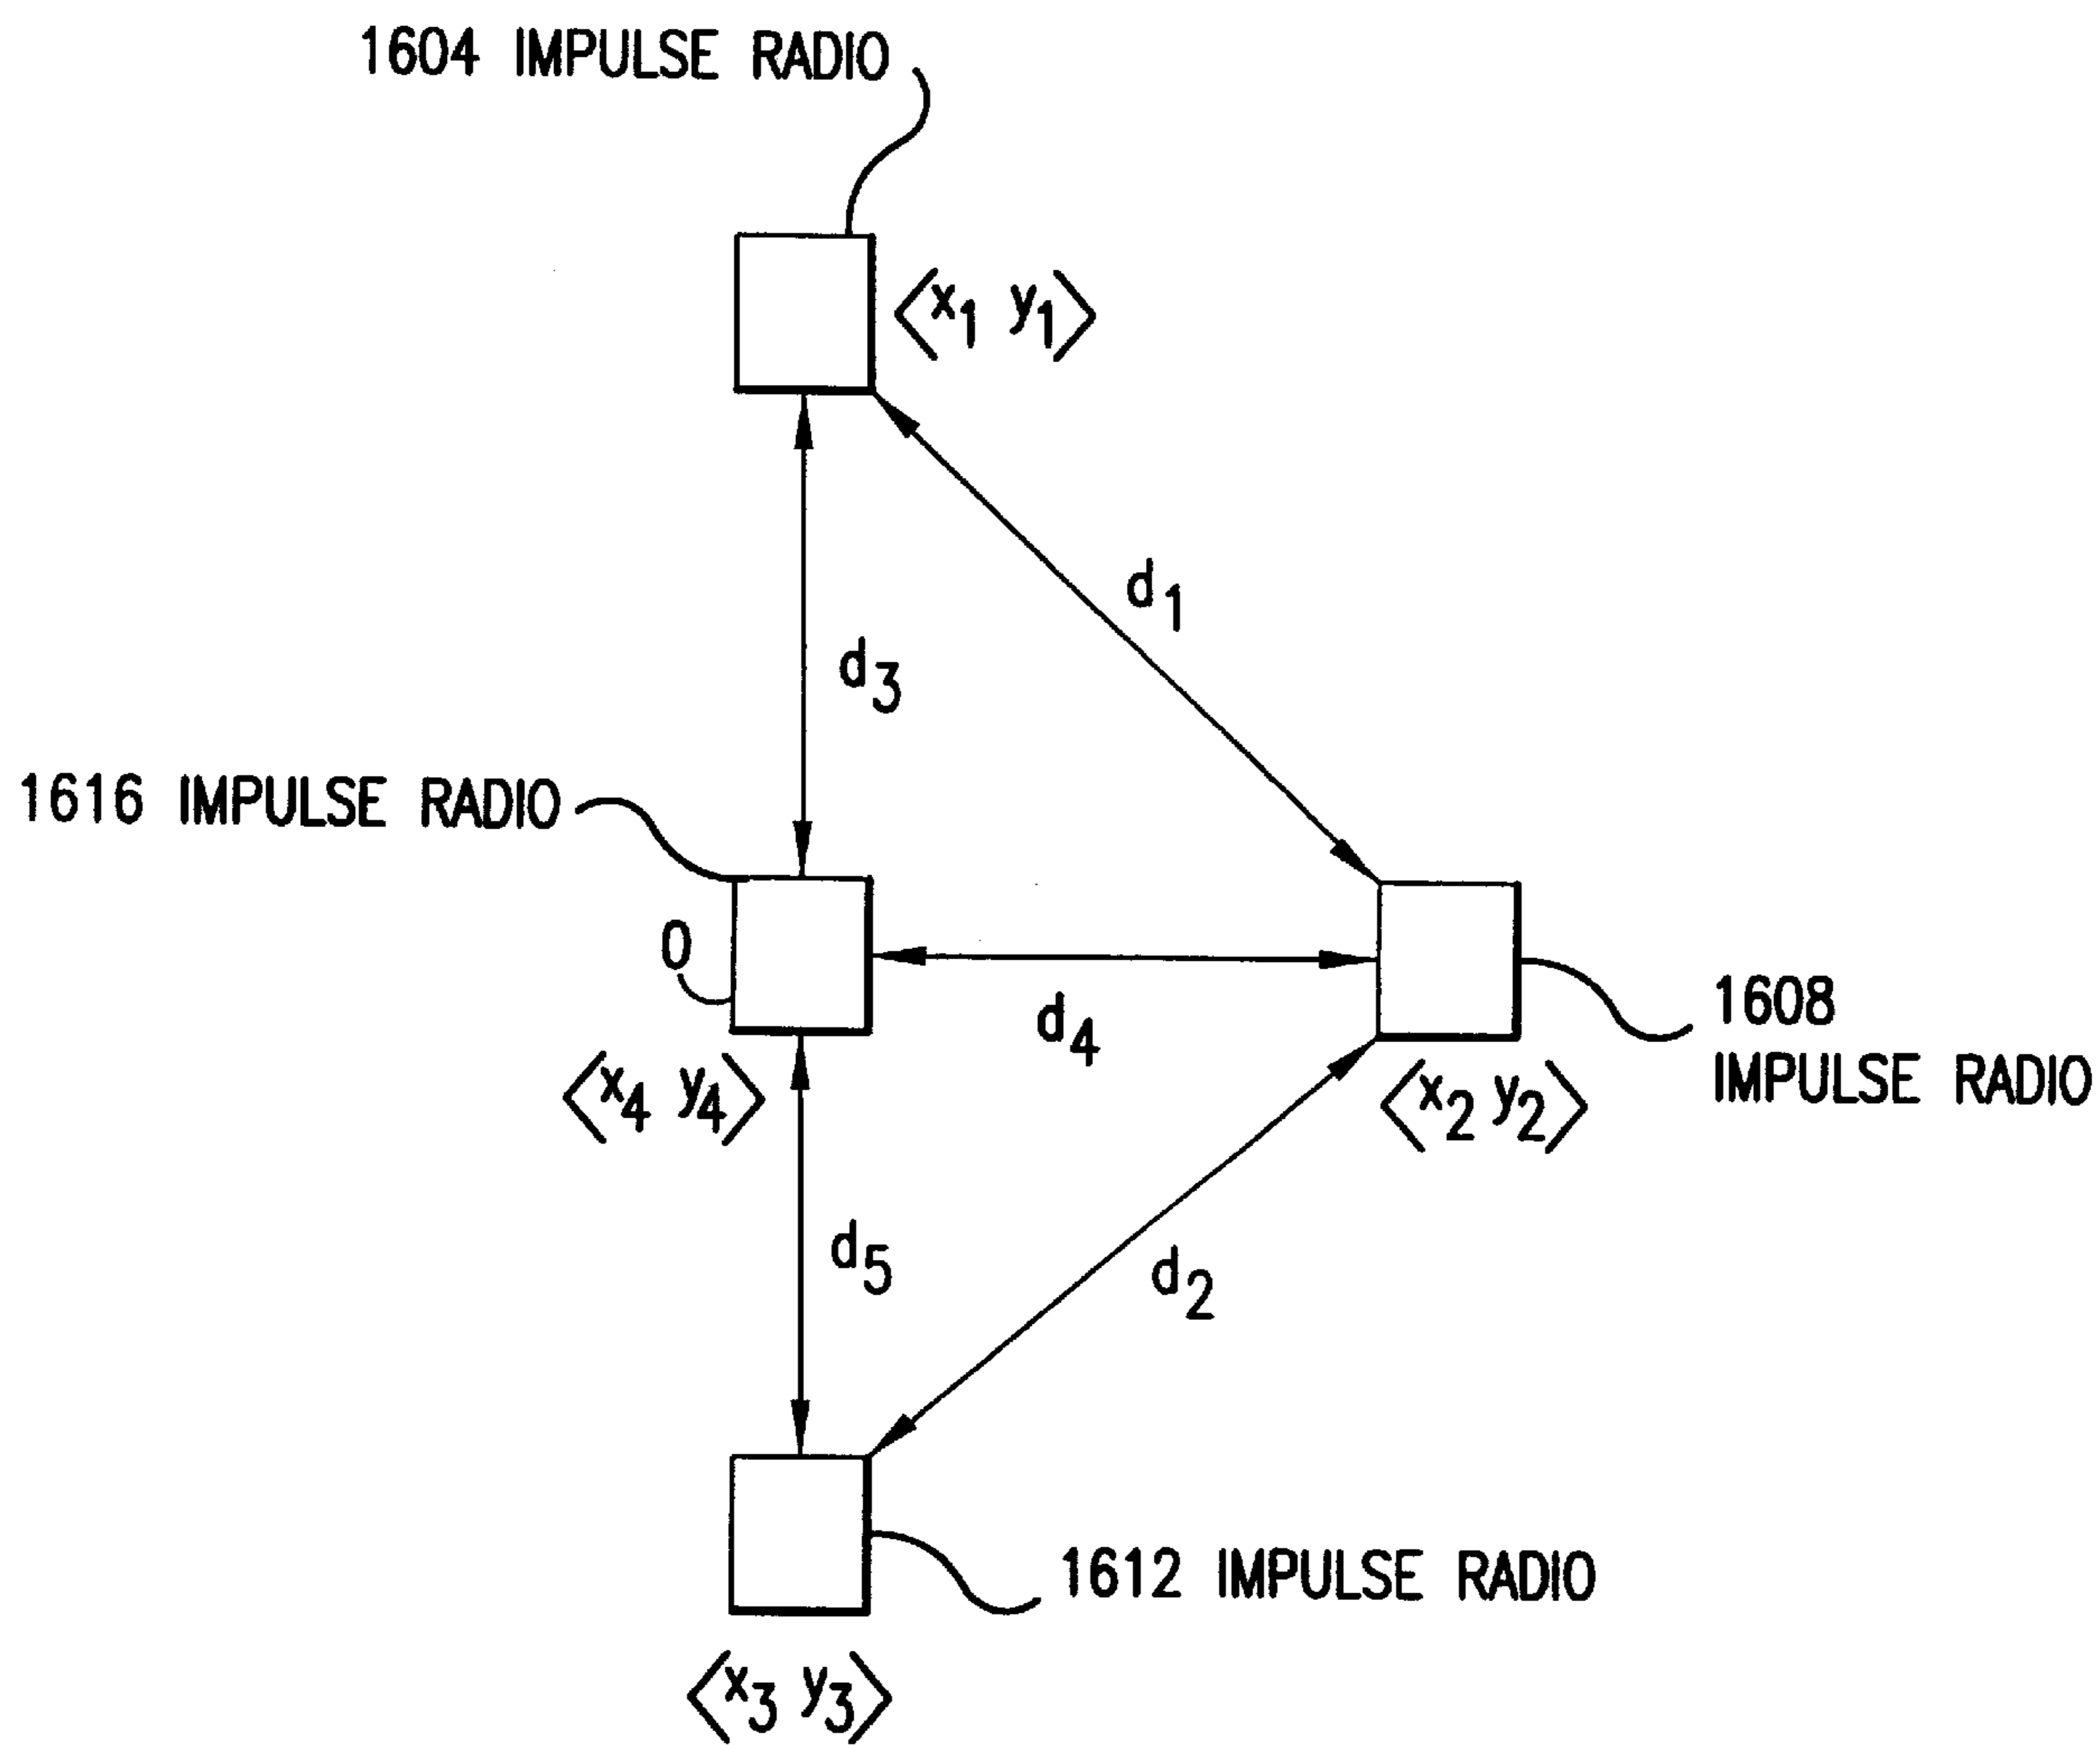 1604 IMPULSE RADIO
⟨x₁ y₁⟩
d₁
d₃
1616 IMPULSE RADIO
0
d₄
1608
IMPULSE RADIO
⟨x₄ y₄⟩
⟨x₂ y₂⟩
d₅
d₂
1612 IMPULSE RADIO
⟨x₃ y₃⟩